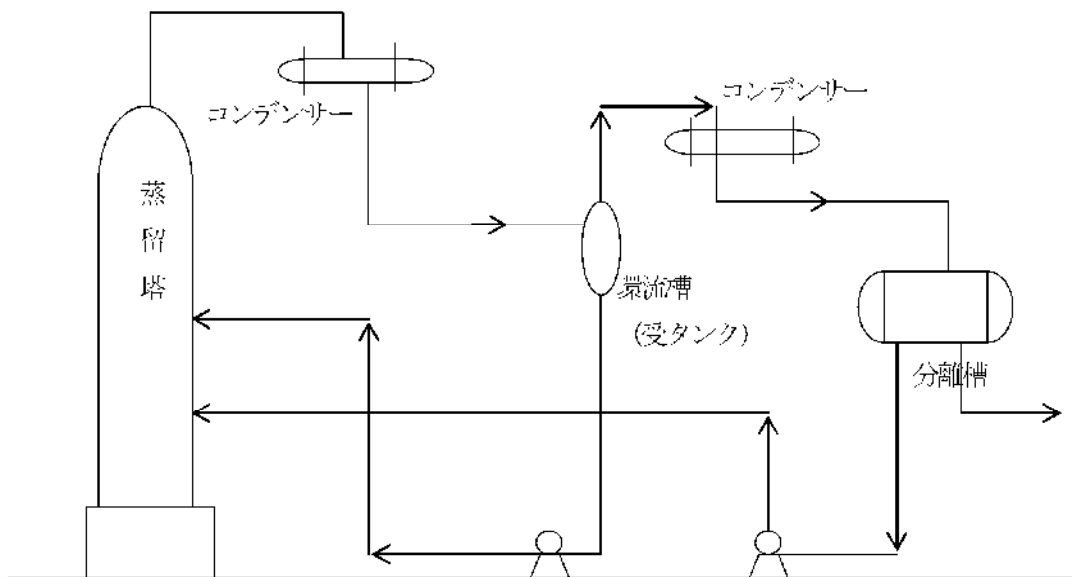 コンデンサー
コンデンサー
蒸留塔
環流槽
(受タンク)
分離槽